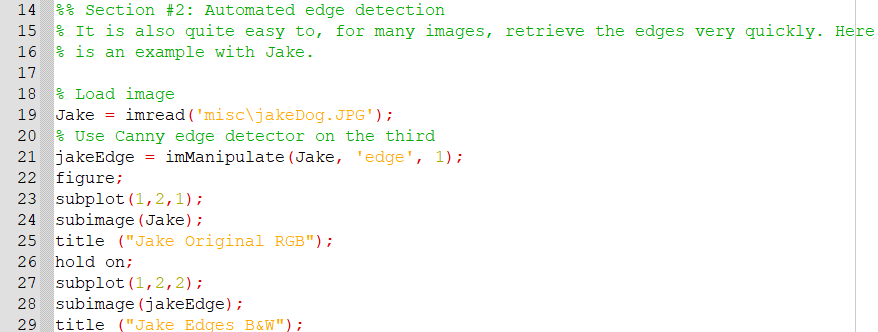 14 %% Section #2: Automated edge detection
15 % It is also quite easy to, for many images, retrieve the edges very quickly. Here
16 % is an example with Jake.
17
18 % Load image
19 Jake = imread('misc\jakeDog.JPG');
20 % Use Canny edge detector on the third
21 jakeEdge = imManipulate(Jake, 'edge', 1);
22 figure;
23 subplot(1,2,1);
24 subimage(Jake);
25 title ("Jake Original RGB");
26 hold on;
27 subplot(1,2,2);
28 subimage(jakeEdge);
29 title ("Jake Edges B&W");